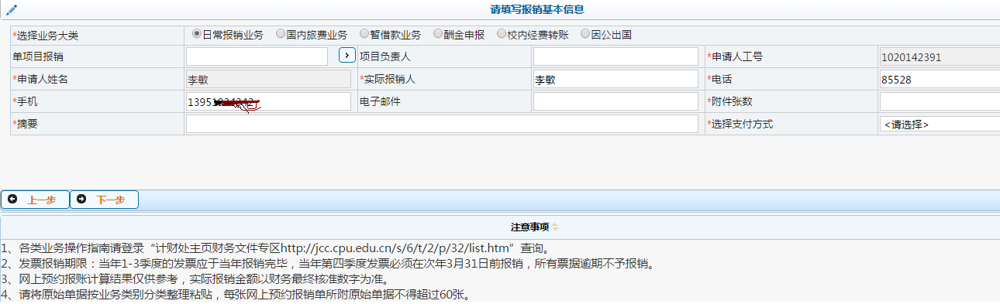 请填写报销基本信息
*选择业务大类 日常报销业务 国内旅费业务 暂借款业务 酬金申报 校内经费转账 因公出国
单项目报销 项目负责人 *申请人工号 1020142391
*申请人姓名 李敏 *实际报销人 李敏 *电话 85528
*手机 13951 电子邮件 *附件张数
*摘要 *选择支付方式 <请选择>
上一步 下一步
注意事项
1、各类业务操作指南请登录“计财处主页财务文件专区http://jcc.cpu.edu.cn/s/6/t/2/p/32/list.htm”查询。
2、发票报销期限：当年1-3季度的发票应于当年报销完毕，当年第四季度发票必须在次年3月31日前报销，所有票据逾期不予报销。
3、网上预约报账计算结果仅供参考，实际报销金额以财务最终核准数字为准。
4、请将原始单据按业务类别分类整理粘贴，每张网上预约报销单所附原始单据不得超过60张。